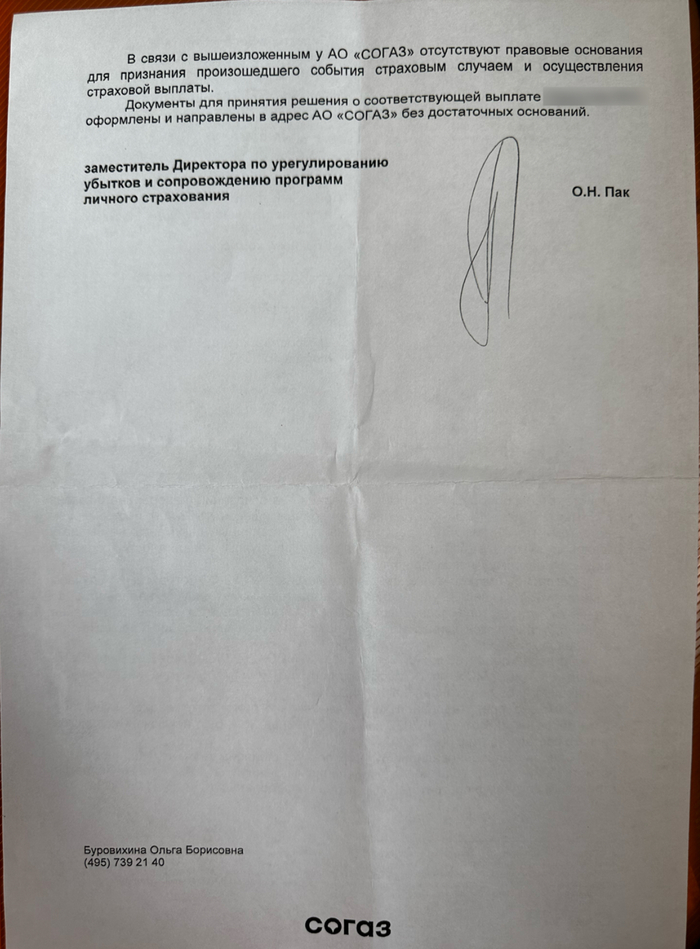 В связи с вышеизложенным у АО «СОГАЗ» отсутствуют правовые основания
для признания произошедшего события страховым случаем и осуществления
страховой выплаты.
Документы для принятия решения о соответствующей выплате
оформлены и направлены в адрес АО «СОГАЗ» без достаточных оснований.
заместитель Директора по урегулированию
убытков и сопровождению программ
личного страхования
О.Н. Пак
Буровихина Ольга Борисовна
(495) 739 21 40
согаз